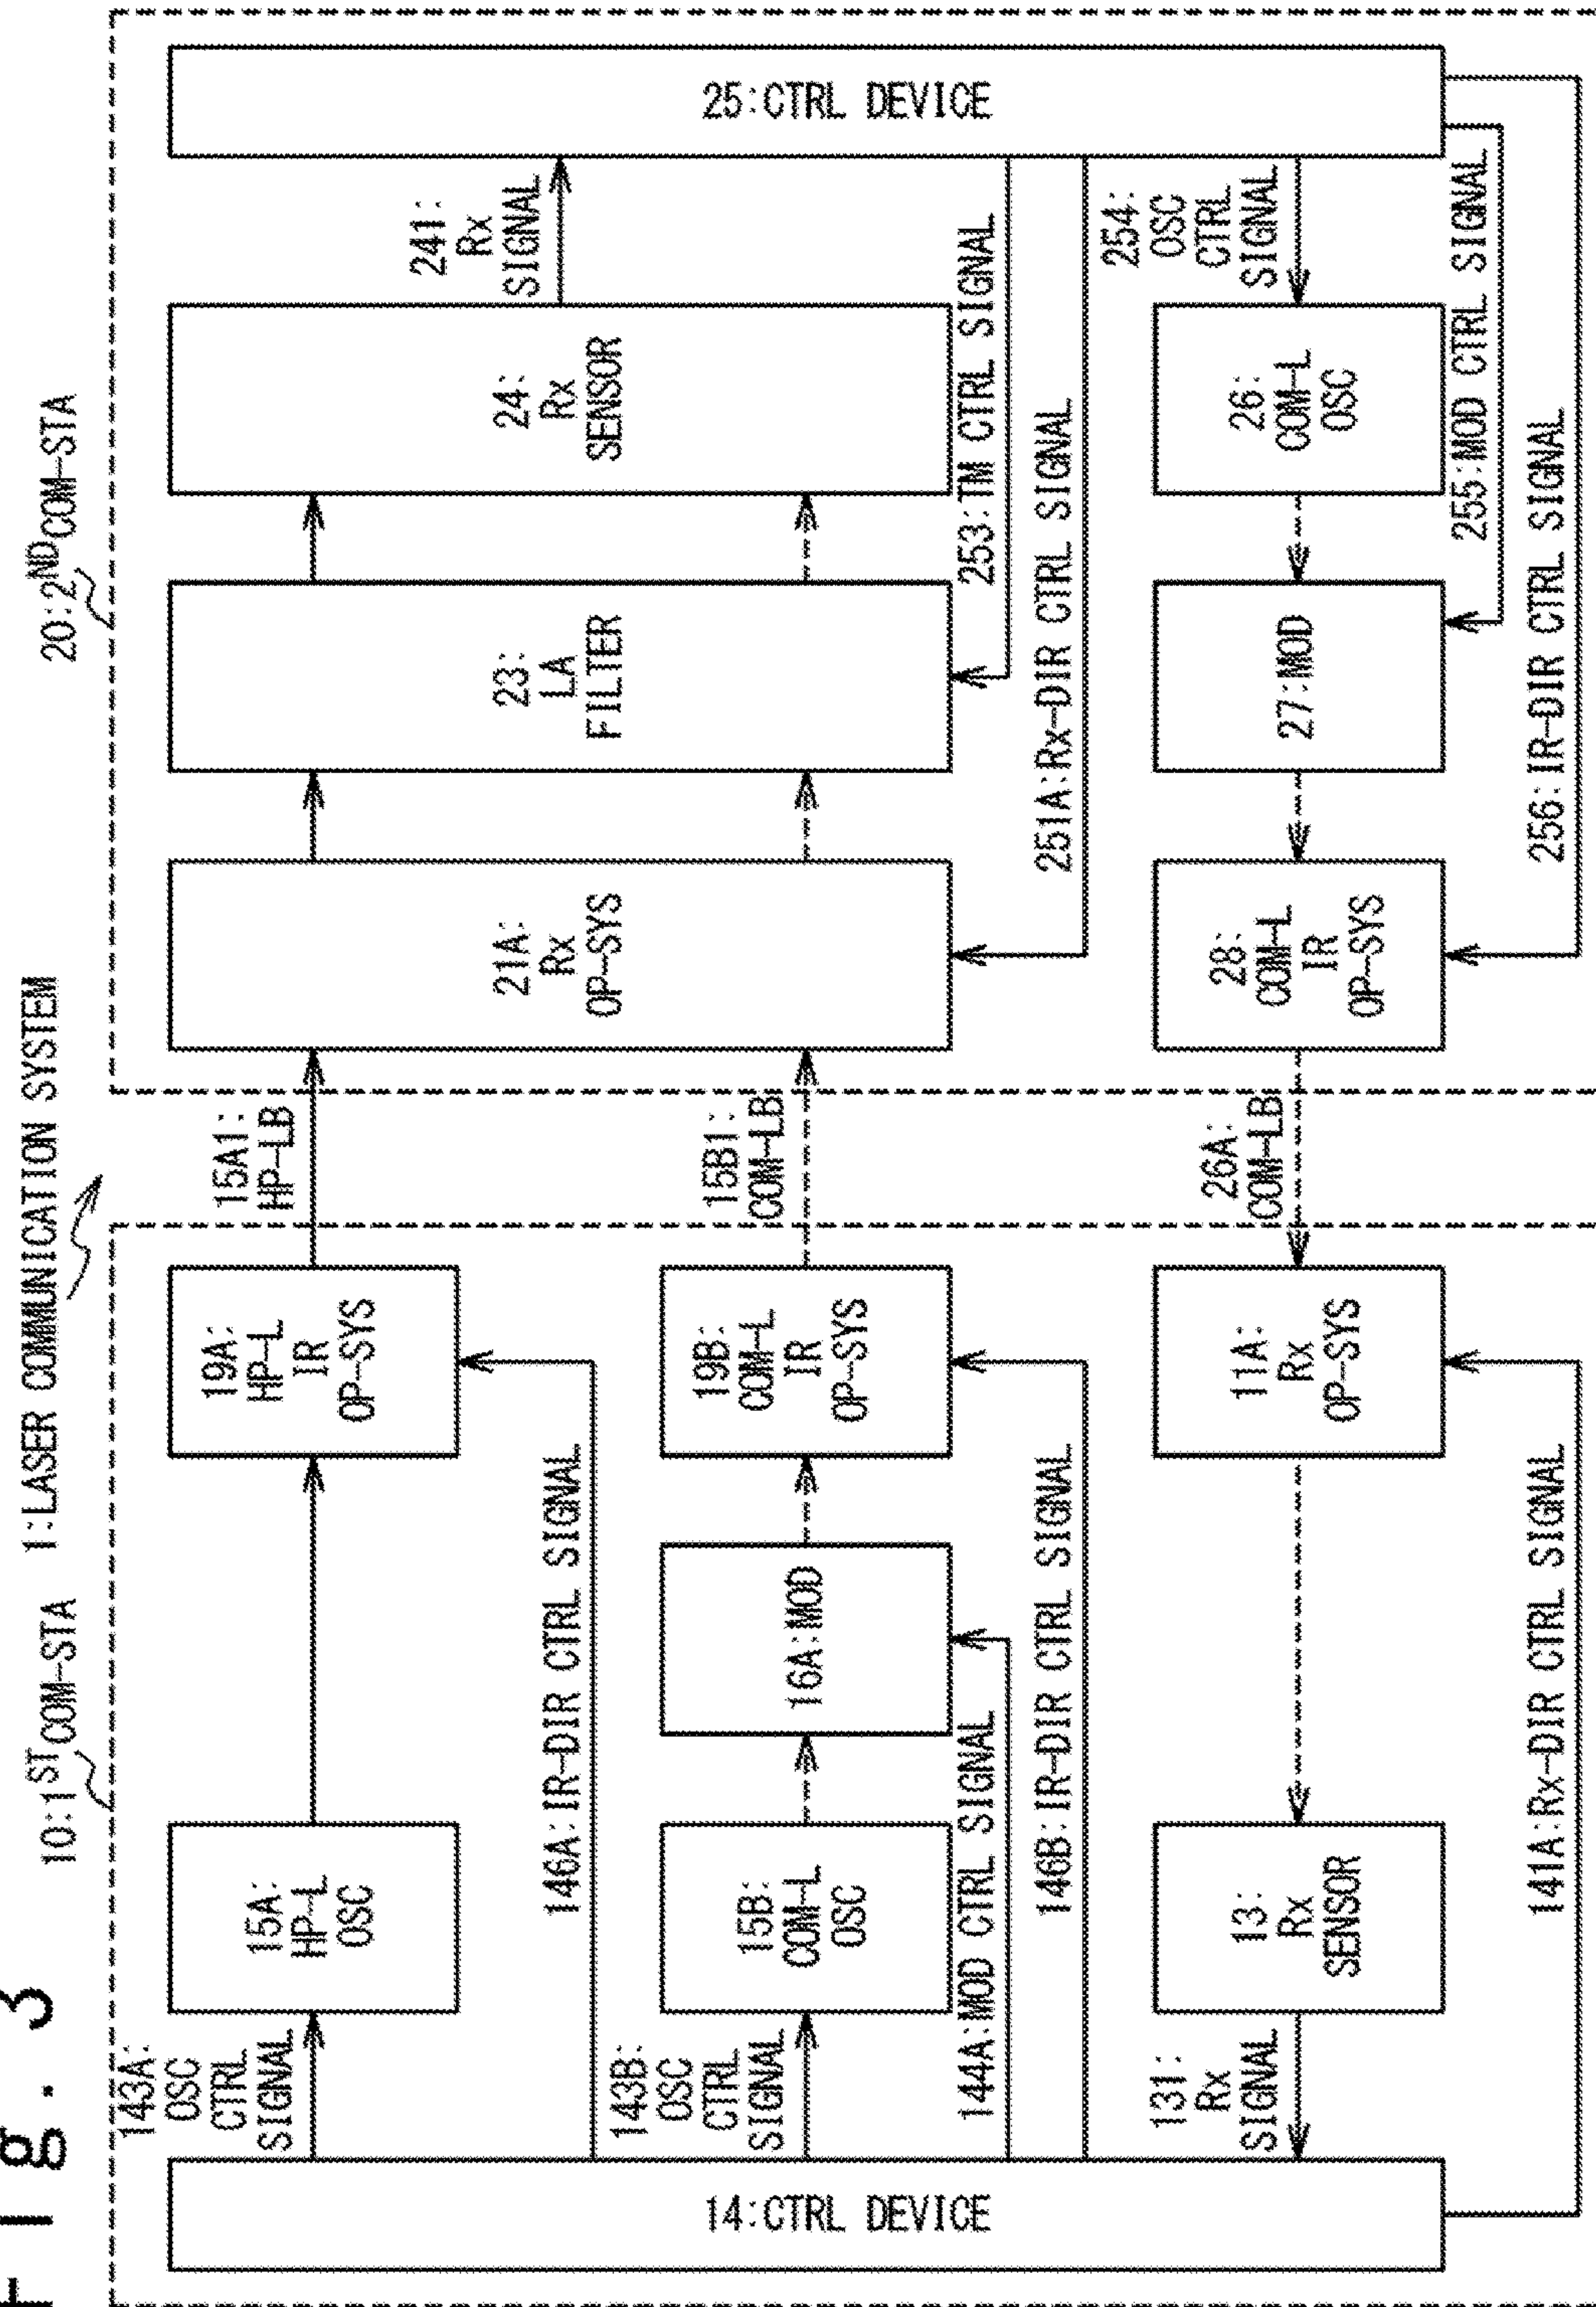 Fig. 3
1:LASER COMMUNICATION SYSTEM
10:1ST COM-STA
20:2ND COM-STA
143A:
OSC
CTRL
SIGNAL
15A:
HP-L
OSC
19A:
HP-L
IR
OP-SYS
15A1:
HP-LB
146A:IR-DIR CTRL SIGNAL
143B:
OSC
CTRL
SIGNAL
15B:
COM-L
OSC
16A:MOD
19B:
COM-L
IR
OP-SYS
15B1:
COM-LB
144A:MOD CTRL SIGNAL
146B:IR-DIR CTRL SIGNAL
14:CTRL DEVICE
131:
Rx
SIGNAL
13:
Rx
SENSOR
11A:
Rx
OP-SYS
26A:
COM-LB
141A:Rx-DIR CTRL SIGNAL
21A:
Rx
OP-SYS
23:
LA
FILTER
24:
Rx
SENSOR
241:
Rx
SIGNAL
25:CTRL DEVICE
253:TM CTRL SIGNAL
251A:Rx-DIR CTRL SIGNAL
254:
OSC
CTRL
SIGNAL
28:
COM-L
IR
OP-SYS
27:MOD
26:
COM-L
OSC
255:MOD CTRL SIGNAL
256:IR-DIR CTRL SIGNAL